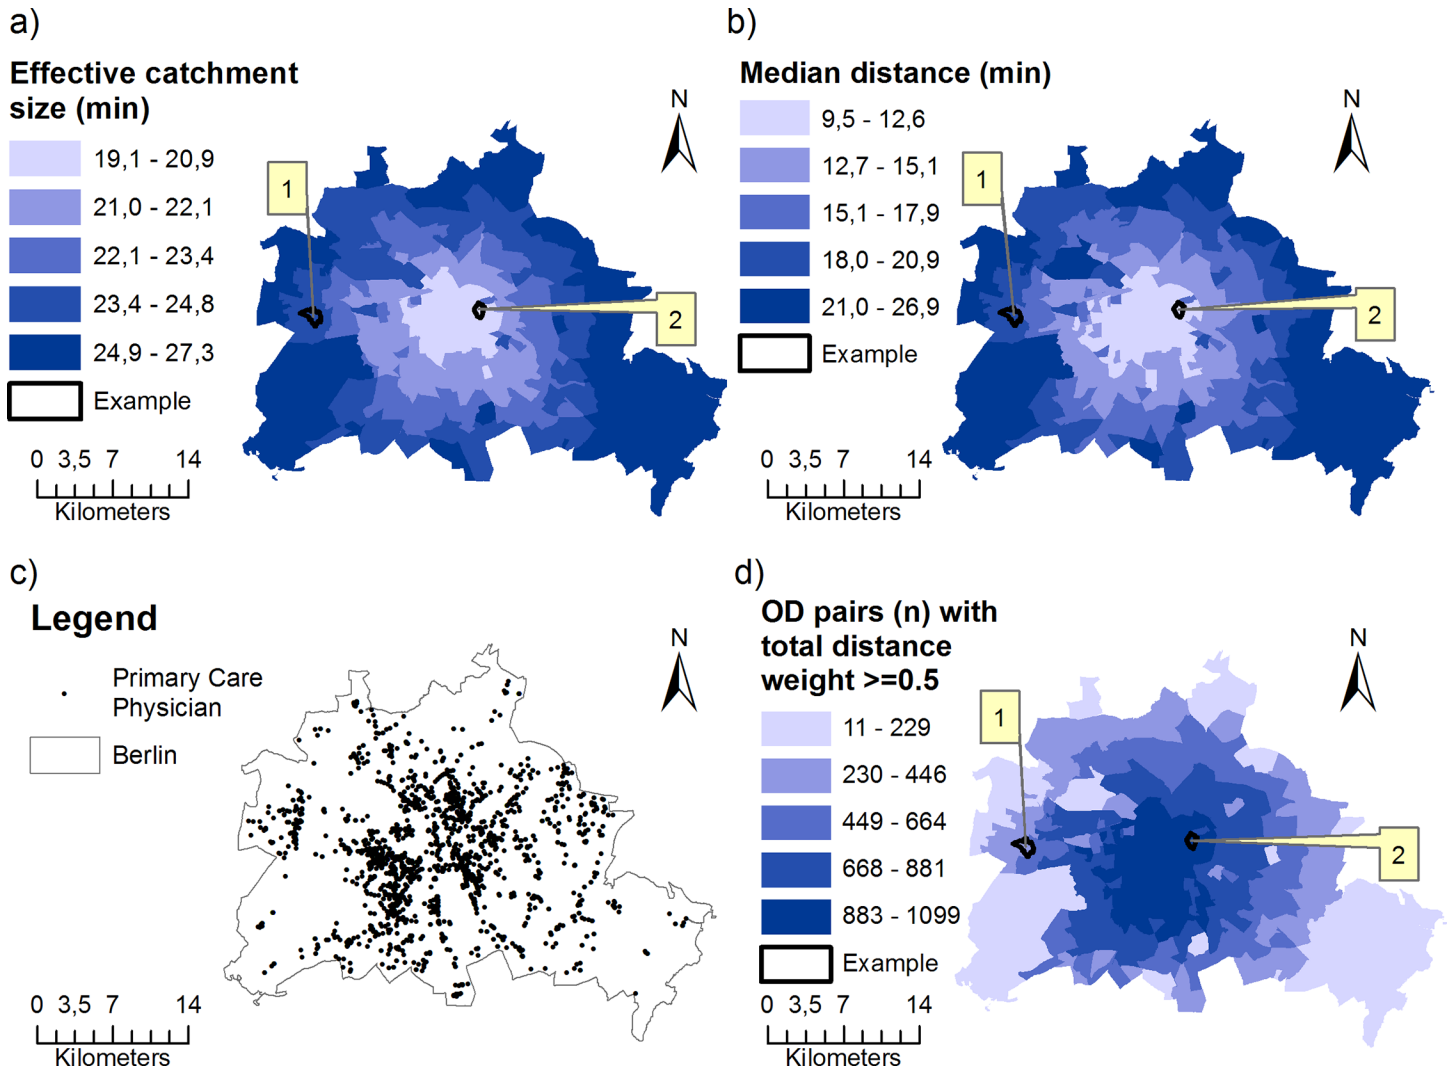 a)
Effective catchment
size (min)
19,1 - 20,9
21,0 - 22,1
22,1 - 23,4
23,4 - 24,8
24,9 - 27,3
Example
0 3,5 7 14
Kilometers
N
1
2
b)
Median distance (min)
9,5 - 12,6
12,7 - 15,1
15,1 - 17,9
18,0 - 20,9
21,0 - 26,9
Example
0 3,5 7 14
Kilometers
N
1
2
c)
Legend
Primary Care
Physician
Berlin
0 3,5 7 14
Kilometers
N
d)
OD pairs (n) with
total distance
weight >=0.5
11 - 229
230 - 446
449 - 664
668 - 881
883 - 1099
Example
0 3,5 7 14
Kilometers
N
1
2